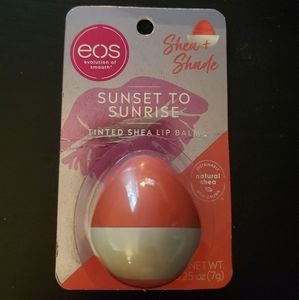 eos
evolution of
smooth®
Shea +
Shade
SUNSET TO
SUNRISE
TINTED SHEA LIP BALM
SUSTAINABLE
natural
shea
NET WT.
.25 oz (7g)